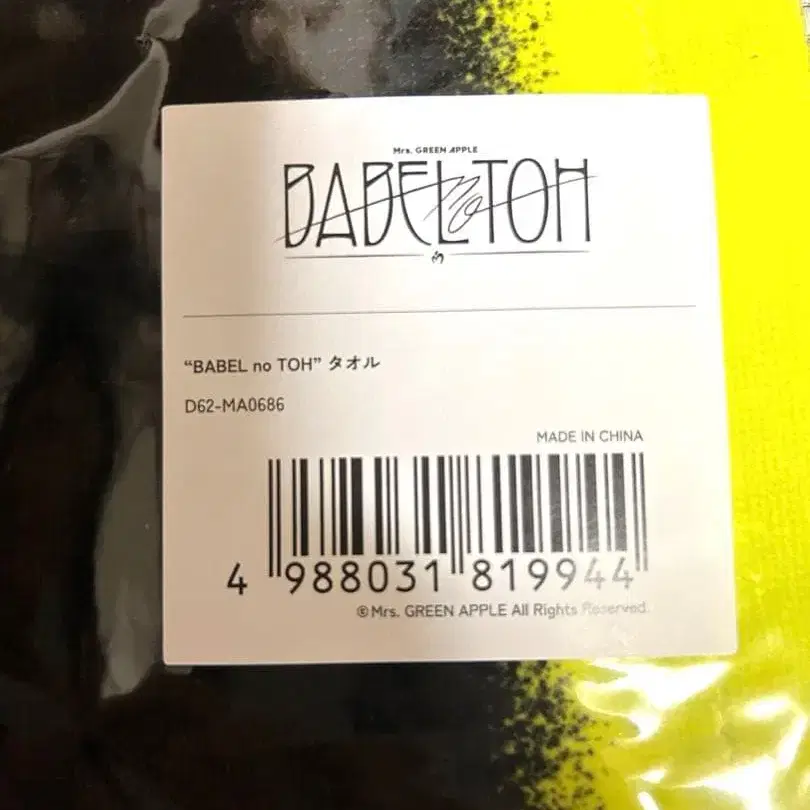 Mrs. GREEN APPLE
BABEL no TOH
“BABEL no TOH” タオル
D62-MA0686
MADE IN CHINA
4 988031 819944
©Mrs. GREEN APPLE All Rights Reserved.